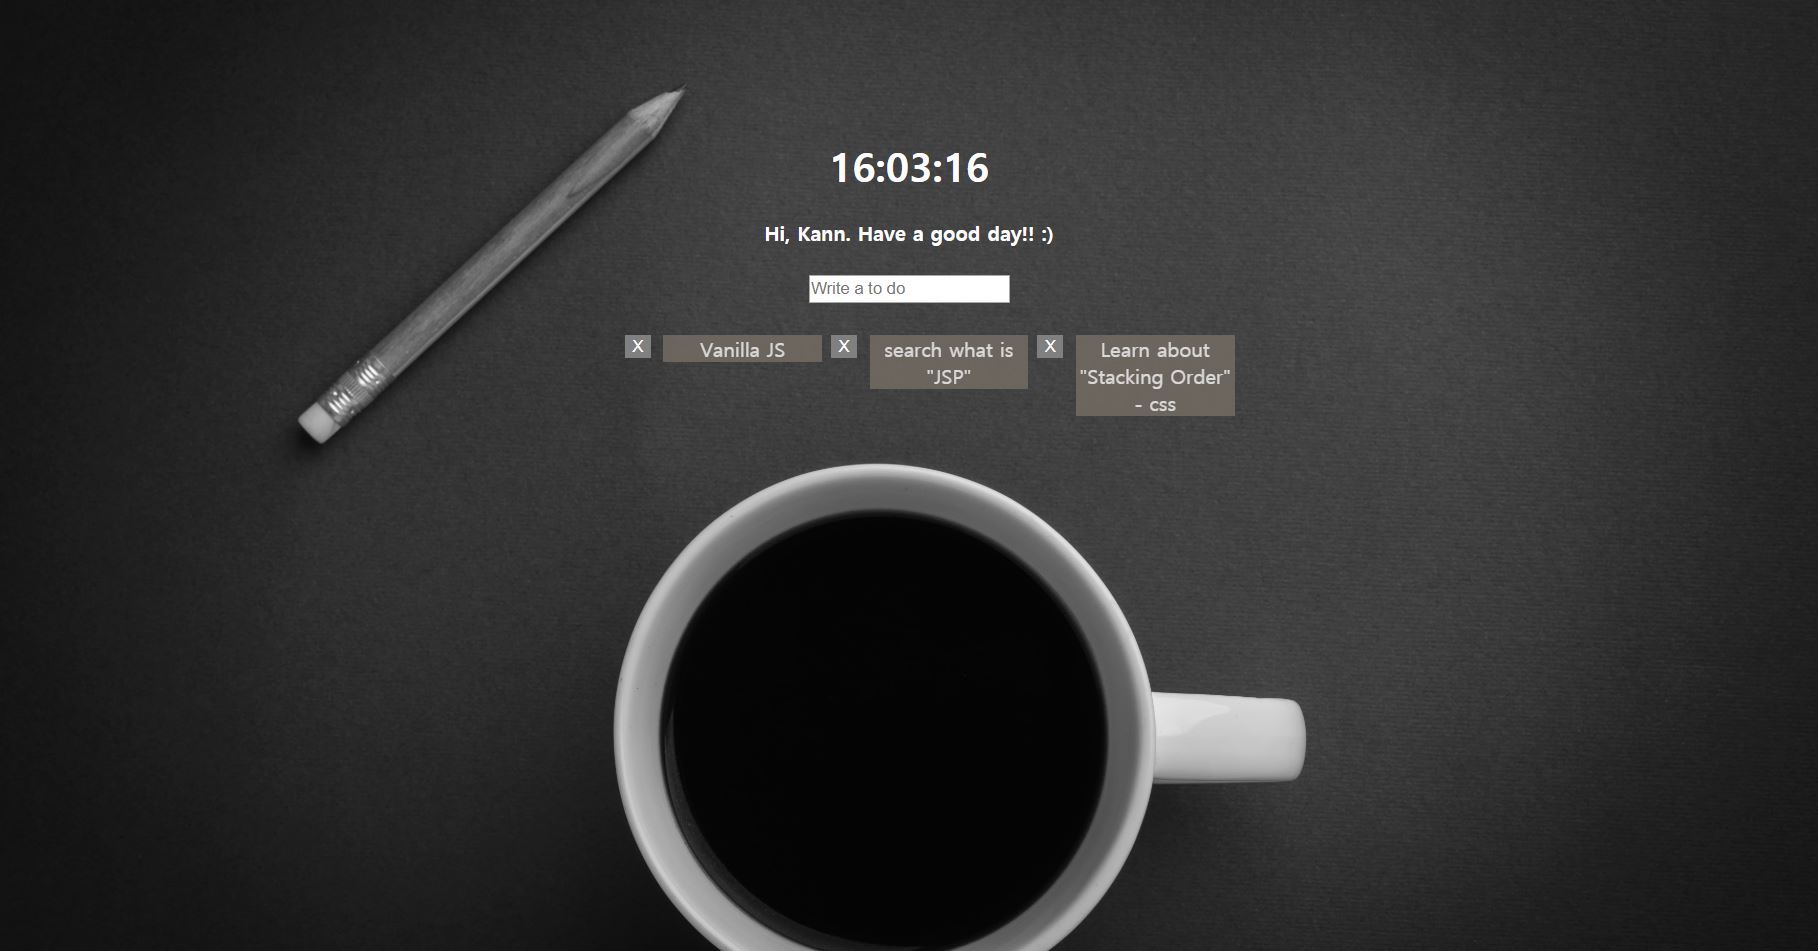 16:03:16
Hi, Kann. Have a good day!! :)
Write a to do
X
Vanilla JS
X
search what is
"JSP"
X
Learn about
"Stacking Order"
- css